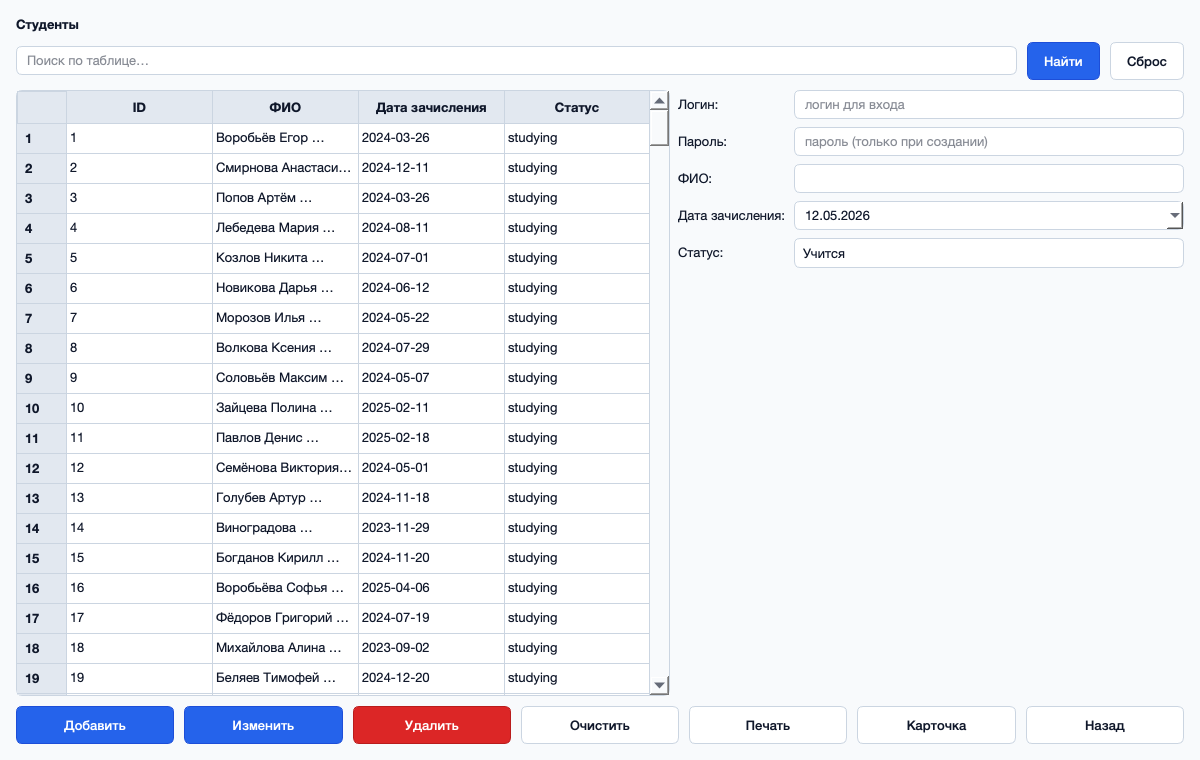 Студенты
Поиск по таблице... Найти Сброс
ID ФИО Дата зачисления Статус
1 1 Воробьёв Егор ... 2024-03-26 studying
2 2 Смирнова Анастаси... 2024-12-11 studying
3 3 Попов Артём ... 2024-03-26 studying
4 4 Лебедева Мария ... 2024-08-11 studying
5 5 Козлов Никита ... 2024-07-01 studying
6 6 Новикова Дарья ... 2024-06-12 studying
7 7 Морозов Илья ... 2024-05-22 studying
8 8 Волкова Ксения ... 2024-07-29 studying
9 9 Соловьёв Максим ... 2024-05-07 studying
10 10 Зайцева Полина ... 2025-02-11 studying
11 11 Павлов Денис ... 2025-02-18 studying
12 12 Семёнова Виктория... 2024-05-01 studying
13 13 Голубев Артур ... 2024-11-18 studying
14 14 Виноградова ... 2023-11-29 studying
15 15 Богданов Кирилл ... 2024-11-20 studying
16 16 Воробьёва Софья ... 2025-04-06 studying
17 17 Фёдоров Григорий ... 2024-07-19 studying
18 18 Михайлова Алина ... 2023-09-02 studying
19 19 Беляев Тимофей ... 2024-12-20 studying
Логин: логин для входа
Пароль: пароль (только при создании)
ФИО:
Дата зачисления: 12.05.2026
Статус: Учится
Добавить Изменить Удалить Очистить Печать Карточка Назад